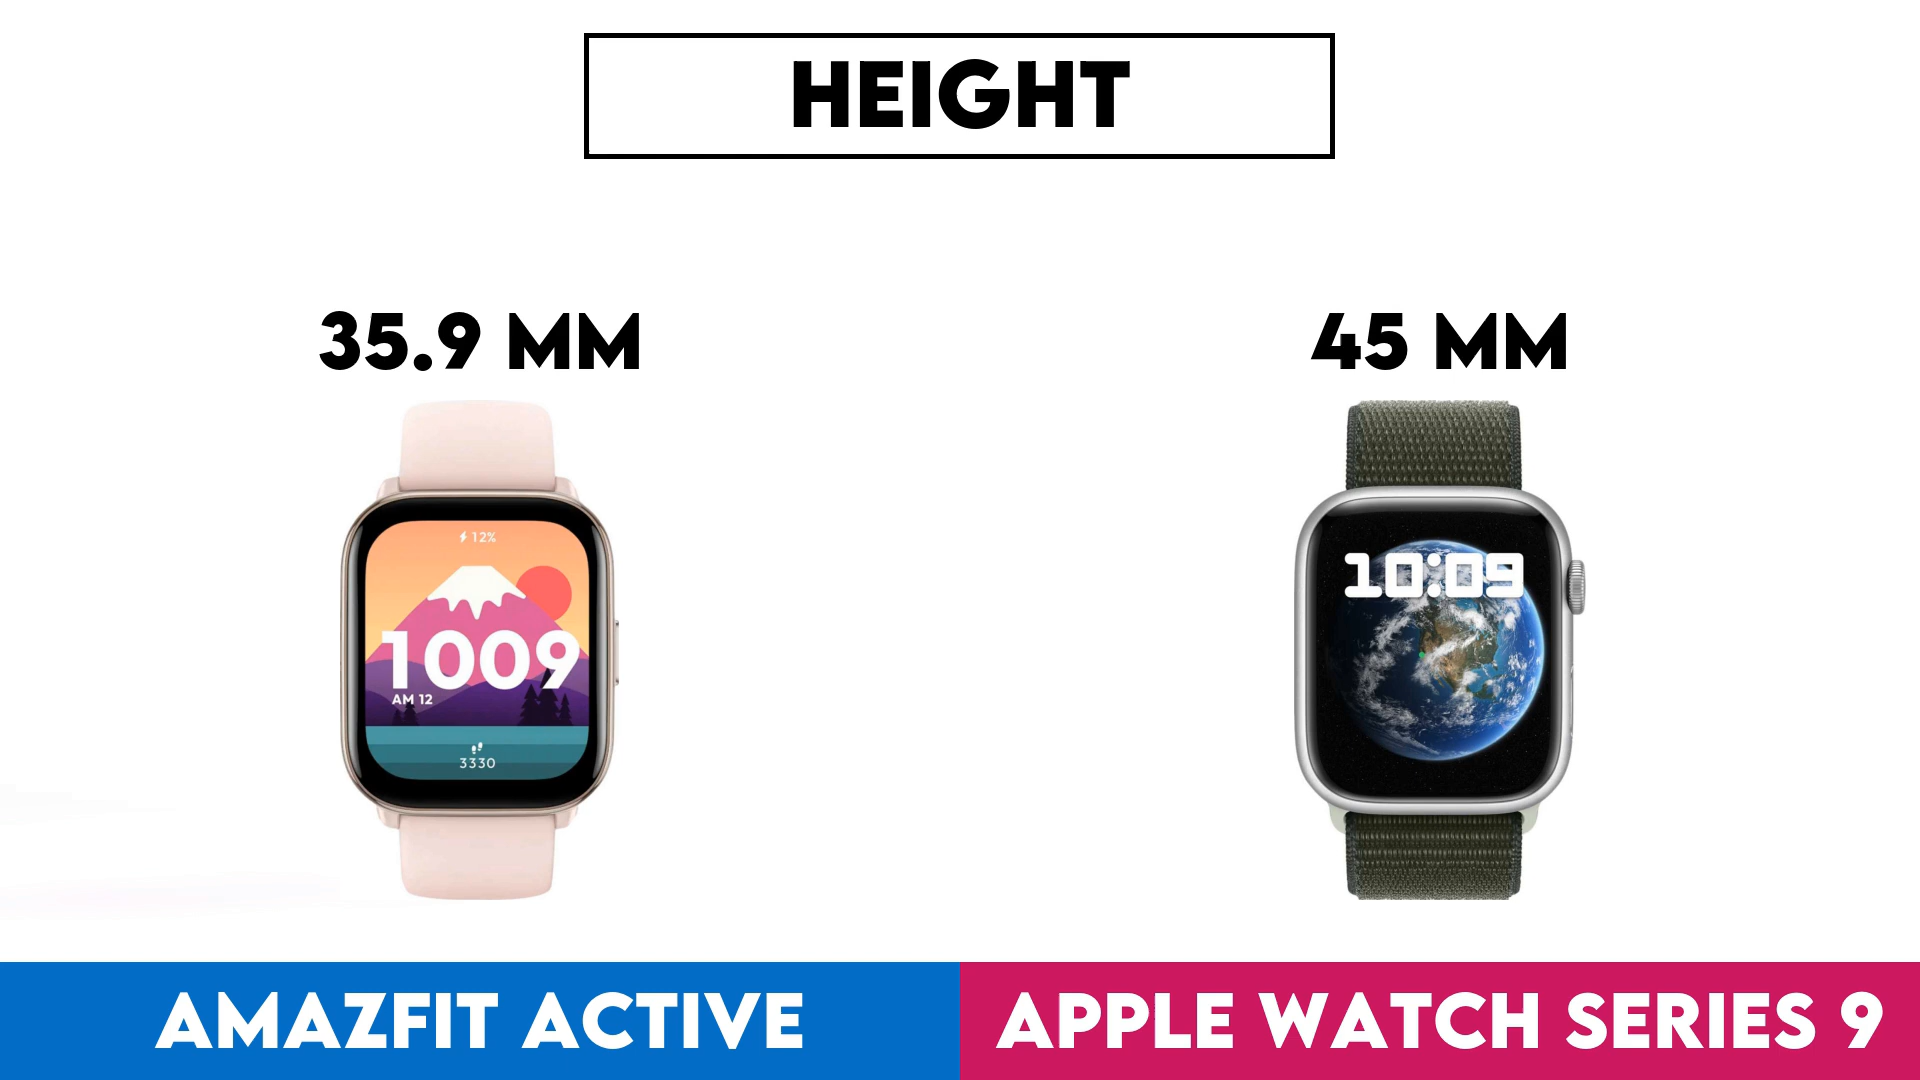 HEIGHT
35.9 MM
45 MM
12%
1009
AM 12
3330
10:09
AMAZFIT ACTIVE
APPLE WATCH SERIES 9